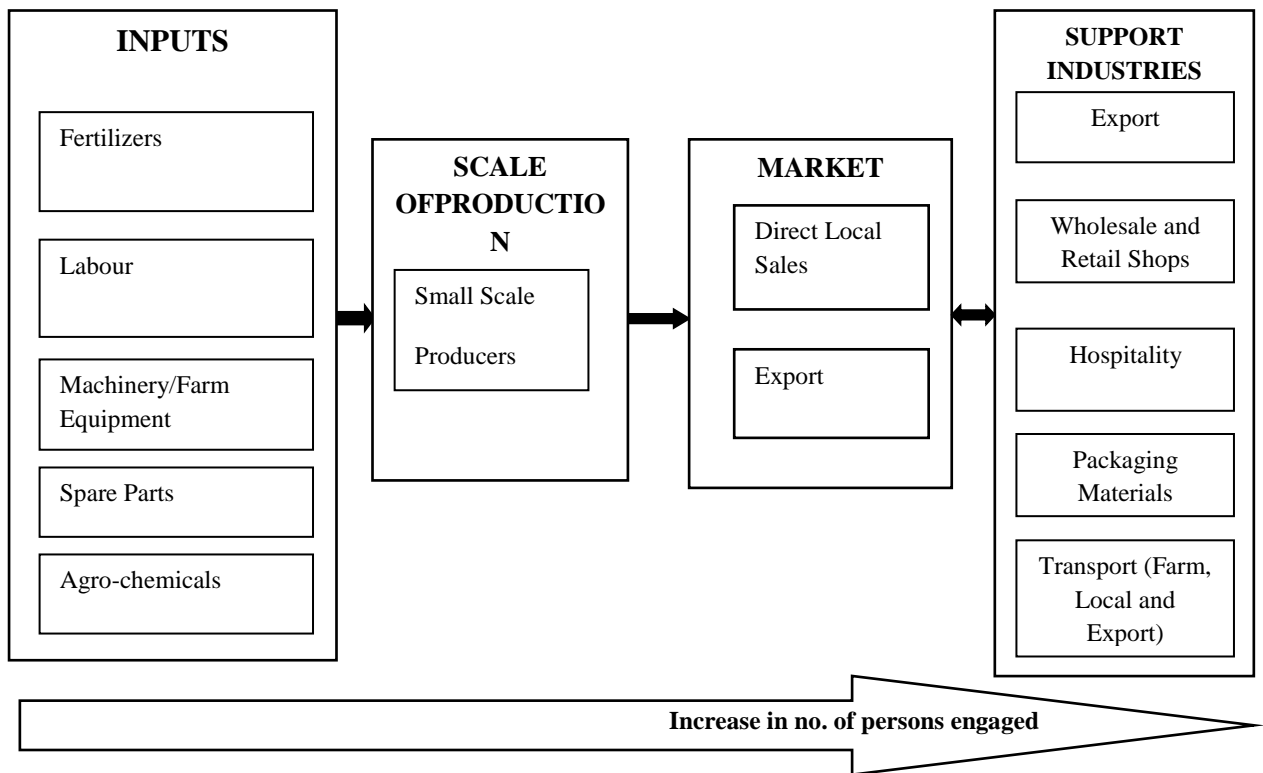 INPUTS
Fertilizers
Labour
Machinery/Farm
Equipment
Spare Parts
Agro-chemicals
SCALE
OFPRODUCTIO
N
Small Scale
Producers
MARKET
Direct Local
Sales
Export
SUPPORT
INDUSTRIES
Export
Wholesale and
Retail Shops
Hospitality
Packaging
Materials
Transport (Farm,
Local and
Export)
Increase in no. of persons engaged